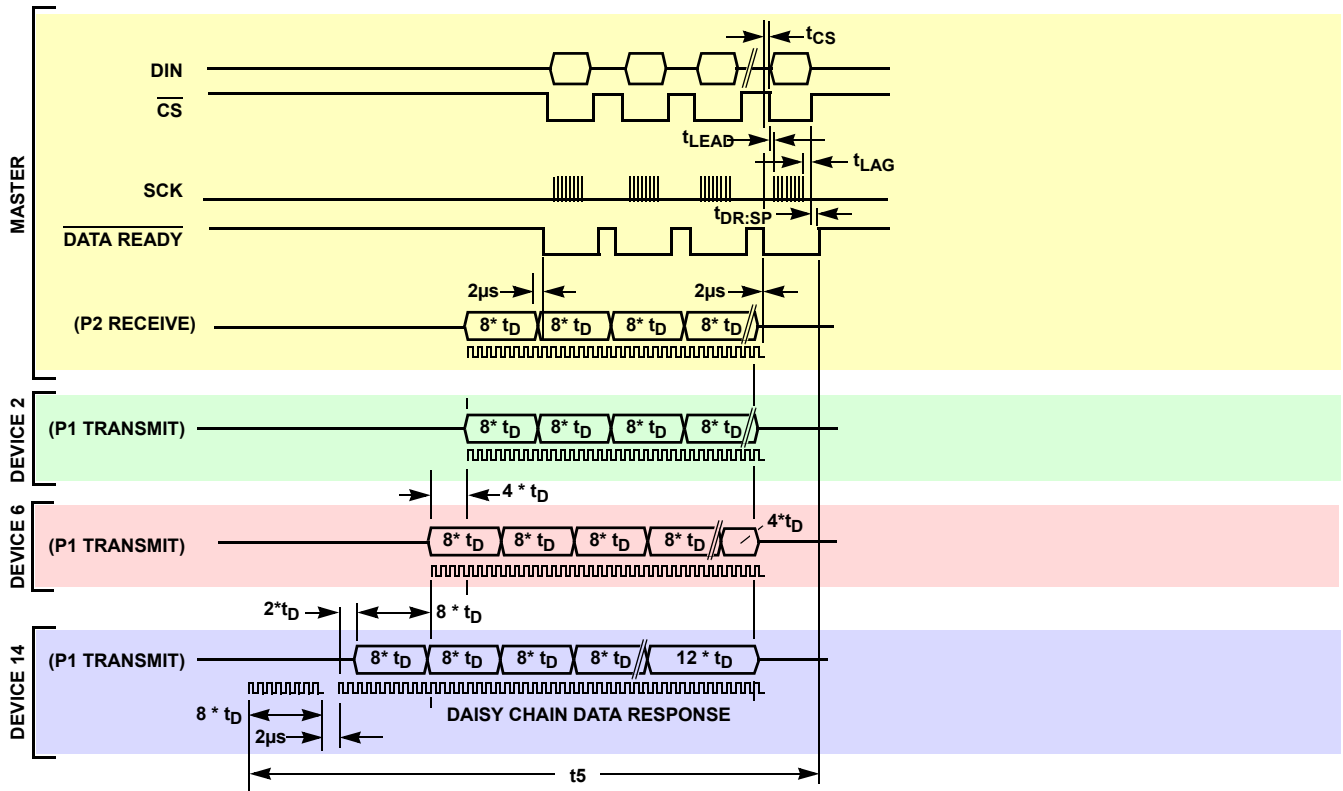 MASTER
tCS
DIN
CS
tLEAD
tLAG
SCK
tDR:SP
DATA READY
2µs
2µs
(P2 RECEIVE)
8* tD
8* tD
8* tD
8* tD
DEVICE 2
(P1 TRANSMIT)
8* tD
8* tD
8* tD
8* tD
4 * tD
DEVICE 6
(P1 TRANSMIT)
8* tD
8* tD
8* tD
8* tD
4*tD
2*tD
8 * tD
DEVICE 14
(P1 TRANSMIT)
8* tD
8* tD
8* tD
8* tD
12 * tD
8 * tD
DAISY CHAIN DATA RESPONSE
2µs
t5